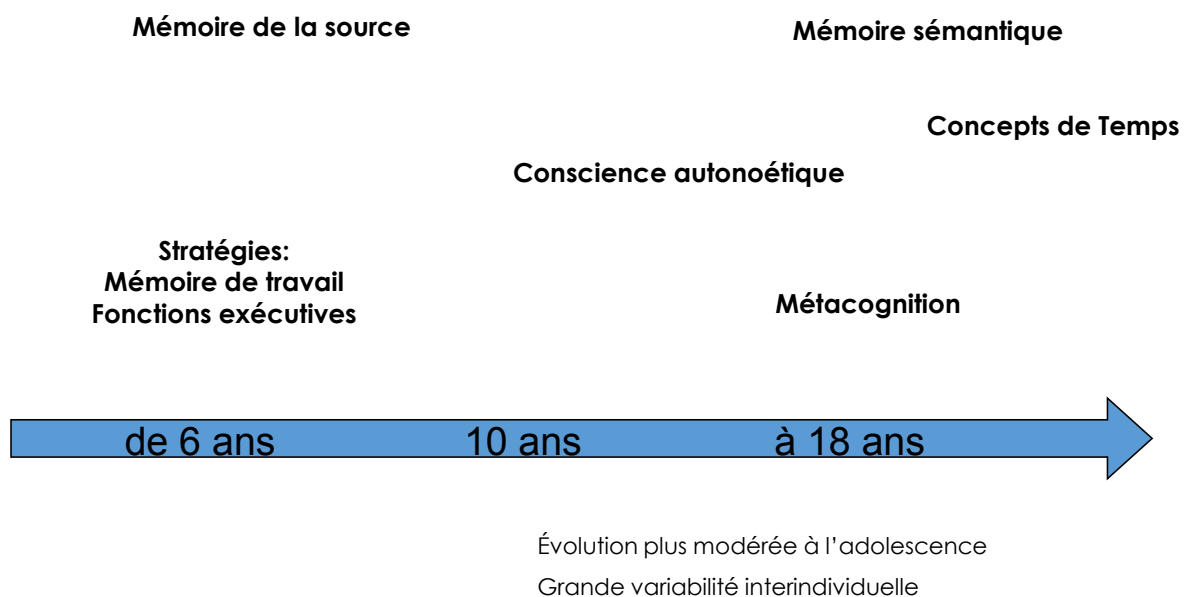 Mémoire de la source
Mémoire sémantique
Concepts de Temps
Conscience autonoétique
Stratégies:
Mémoire de travail
Fonctions exécutives
Métacognition
de 6 ans
10 ans
à 18 ans
Évolution plus modérée à l’adolescence
Grande variabilité interindividuelle